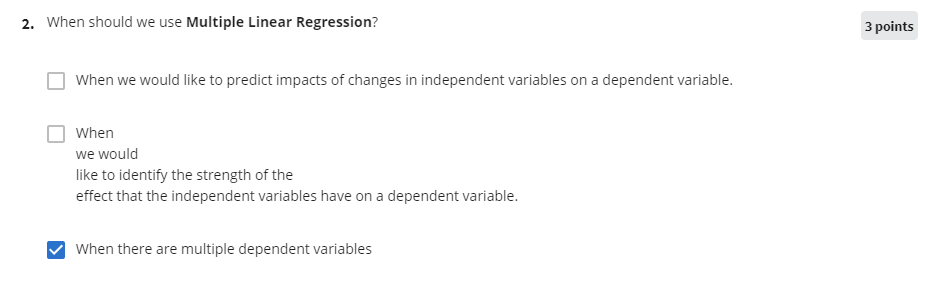 2. When should we use Multiple Linear Regression?
3 points
When we would like to predict impacts of changes in independent variables on a dependent variable.
When
we would
like to identify the strength of the
effect that the independent variables have on a dependent variable.
When there are multiple dependent variables